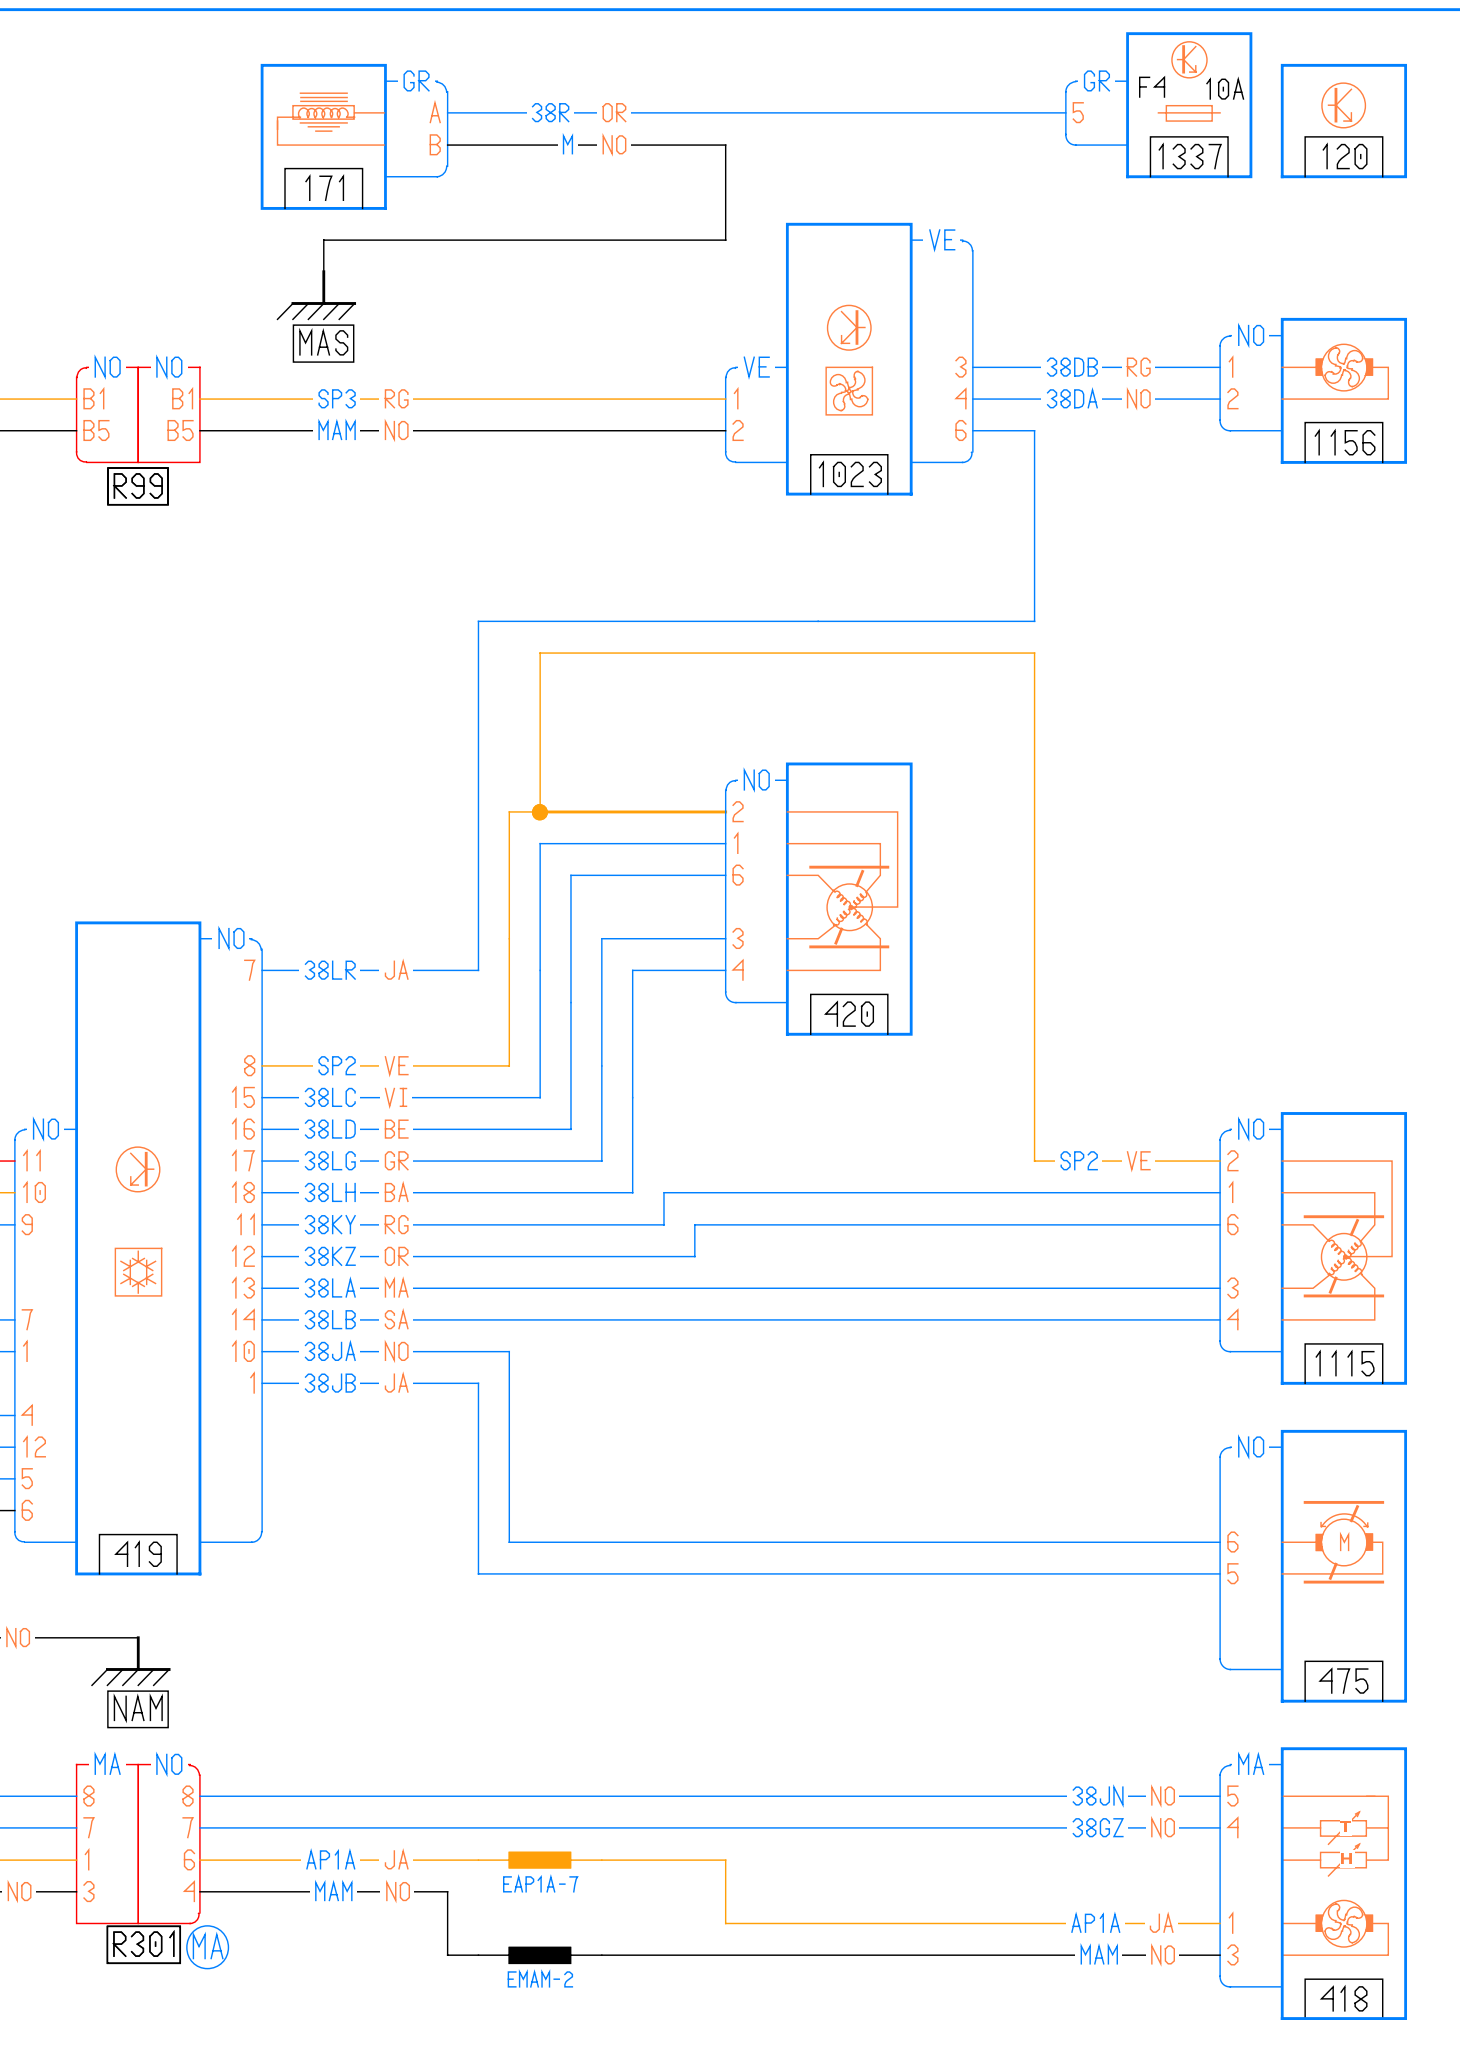 GR GR F4 10A
A 38R OR 5
B M NO 1337 120
171
VE
MAS NO
NO NO VE 3 38DB RG 1
B1 B1 SP3 RG 1 4 38DA NO 2
B5 B5 MAM NO 2 6 1156
R99 1023
NO
2
1
6
NO 3
7 38LR JA 4
420
8 SP2 VE
15 38LC VI
NO 16 38LD BE NO
11 17 38LG GR SP2 VE 2
10 18 38LH BA 1
9 11 38KY RG 6
12 38KZ OR
13 38LA MA 3
7 14 38LB SA 4
1 10 38JA NO 1115
1 38JB JA
4
12 NO
5
6
419 6
M
5
NO
NAM 475
MA NO MA
8 8 38JN NO 5
7 7 38GZ NO 4
T
1 6 AP1A JA H
EAP1A-7
NO 3 4 MAM NO
AP1A JA 1
R301 MA
MAM NO 3
EMAM-2
418